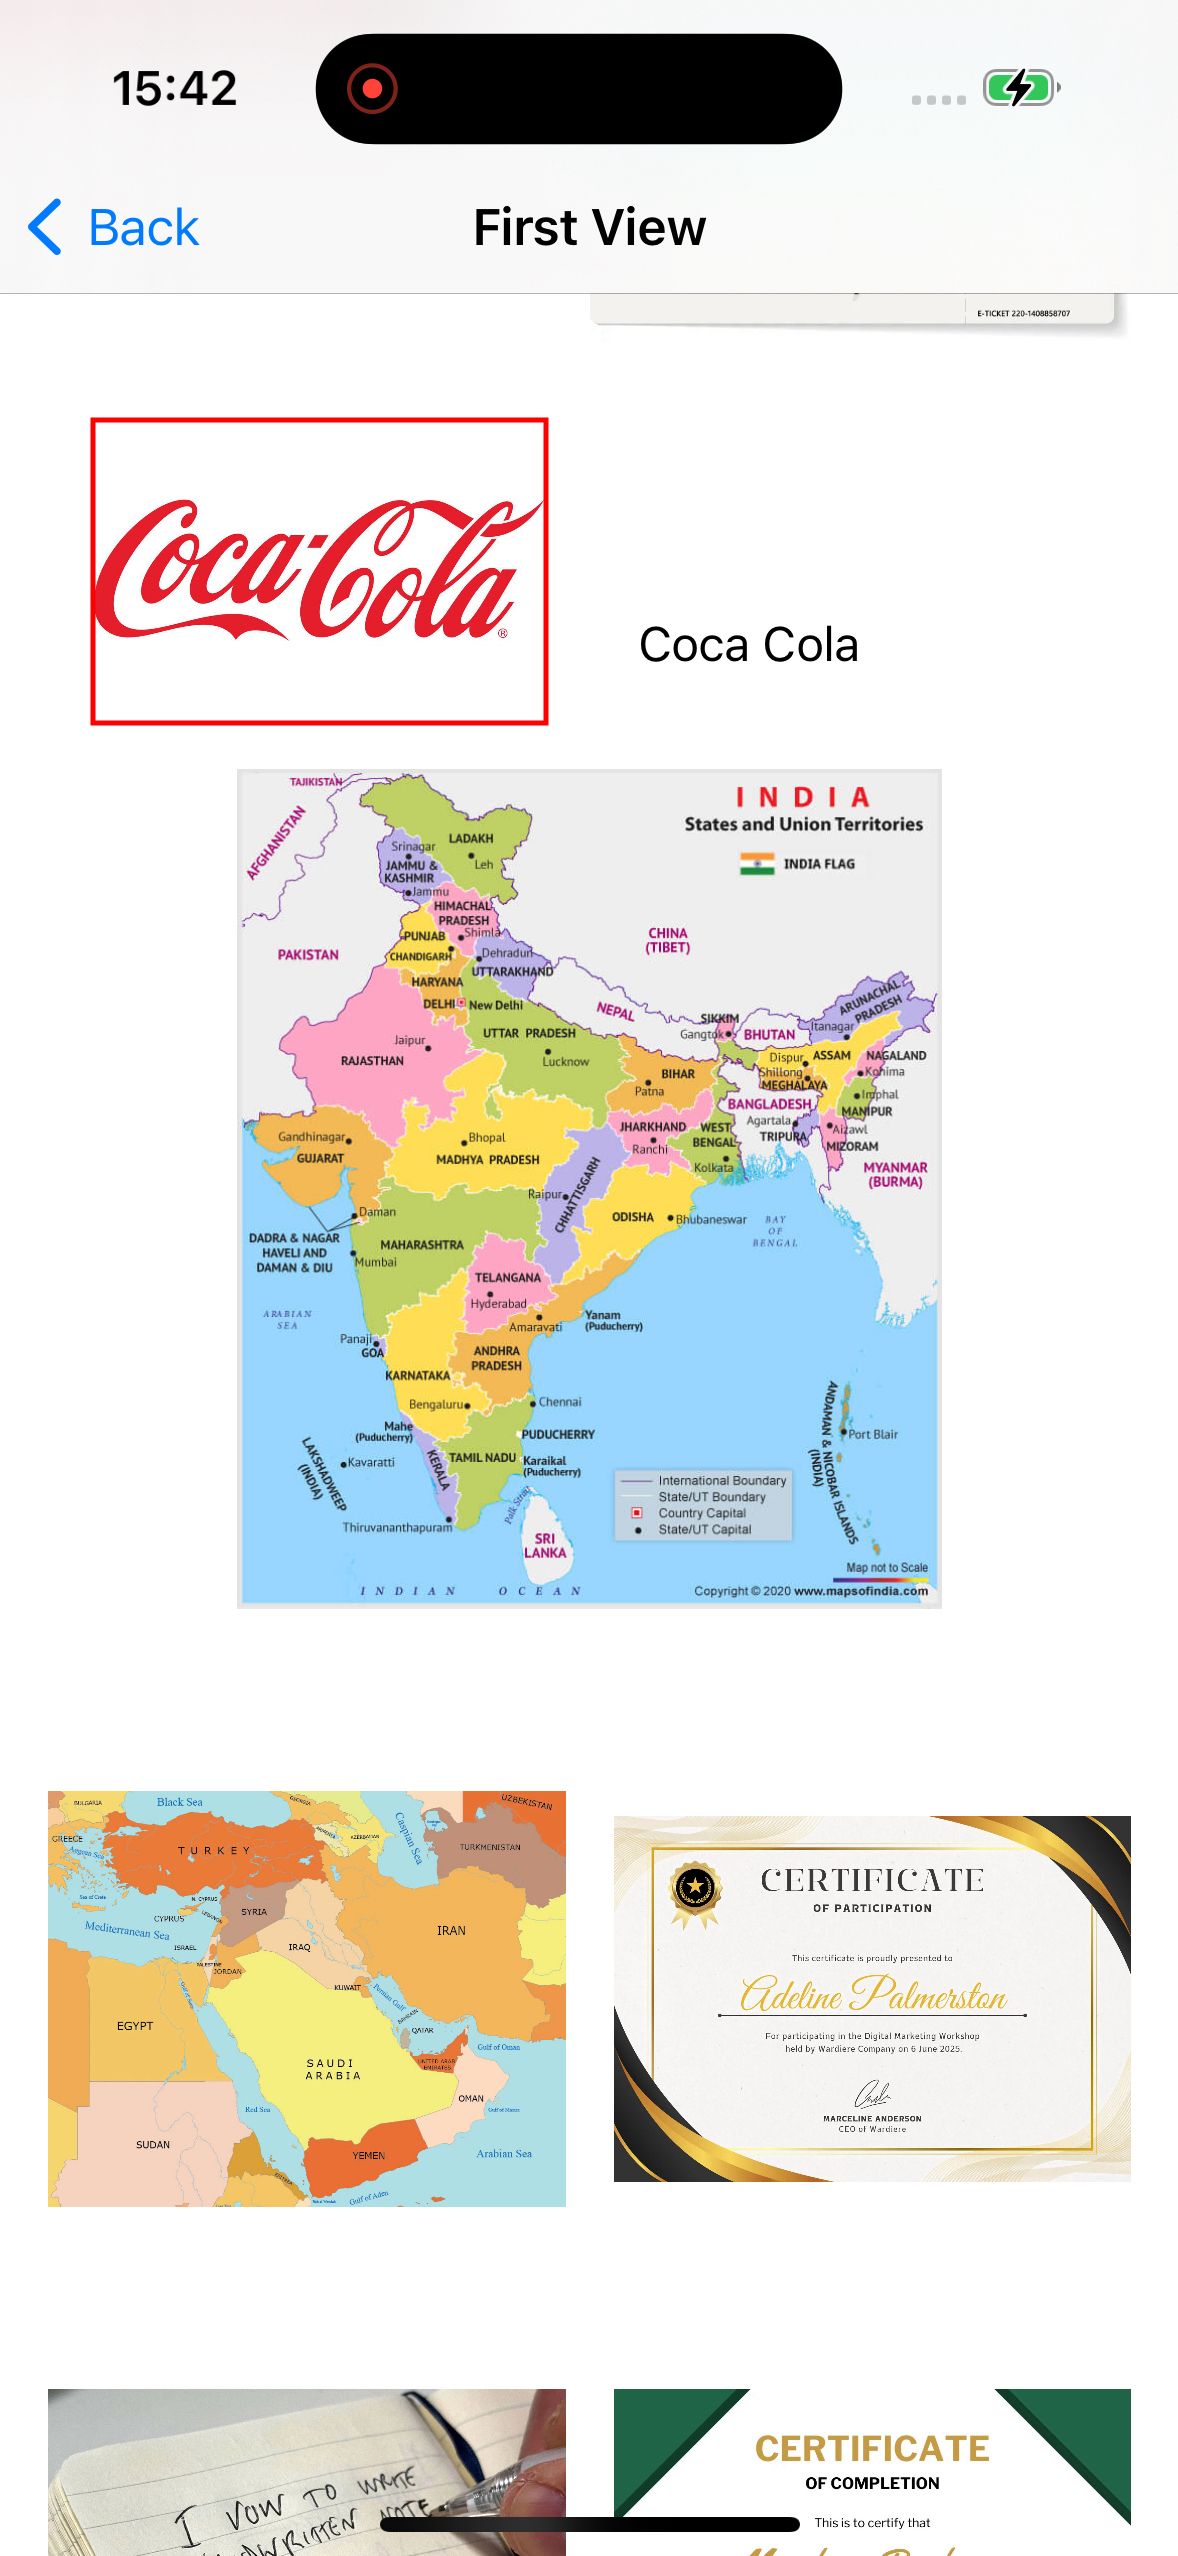 15:42
Back
First View
E-TICKET 220-1408858707
Coca-Cola®
Coca Cola
INDIA
States and Union Territories
INDIA FLAG
TAJIKISTAN
AFGHANISTAN
LADAKH
Srinagar
Leh
JAMMU &
KASHMIR
Jammu
HIMACHAL
PRADESH
Shimla
PUNJAB
CHANDIGARH
Dehradun
UTTARAKHAND
PAKISTAN
CHINA
(TIBET)
HARYANA
DELHI
New Delhi
NEPAL
SIKKIM
Gangtok
BHUTAN
ARUNACHAL
PRADESH
Itanagar
UTTAR PRADESH
Lucknow
Jaipur
RAJASTHAN
BIHAR
Patna
Dispur
ASSAM
NAGALAND
Shillong
Kohima
MEGHALAYA
Imphal
MANIPUR
BANGLADESH
Agartala
TRIPURA
Aizawl
MIZORAM
JHARKHAND
Ranchi
WEST
BENGAL
Kolkata
MYANMAR
(BURMA)
Gandhinagar
GUJARAT
Bhopal
MADHYA PRADESH
Raipur
CHHATTISGARH
ODISHA
Bhubaneswar
BAY
OF
BENGAL
Daman
DADRA & NAGAR
HAVELI AND
DAMAN & DIU
MAHARASHTRA
Mumbai
TELANGANA
Hyderabad
ARABIAN
SEA
Amaravati
Yanam
(Puducherry)
Panaji
GOA
ANDHRA
PRADESH
KARNATAKA
Bengaluru
Chennai
Mahe
(Puducherry)
PUDUCHERRY
LAKSHADWEEP
(INDIA)
Kavaratti
KERALA
TAMIL NADU
Karaikal
(Puducherry)
Palk Strait
Thiruvananthapuram
SRI
LANKA
ANDAMAN & NICOBAR ISLANDS
(INDIA)
Port Blair
International Boundary
State/UT Boundary
Country Capital
State/UT Capital
Map not to Scale
INDIAN OCEAN
Copyright © 2020 www.mapsofindia.com
BULGARIA
Black Sea
GEORGIA
UZBEKISTAN
GREECE
Aegean Sea
TURKEY
ARMENIA
AZERBAIJAN
Caspian Sea
TURKMENISTAN
Sea of Crete
N. CYPRUS
CYPRUS
LEBANON
SYRIA
Mediterranean Sea
ISRAEL
PALESTINE
JORDAN
IRAQ
IRAN
KUWAIT
Persian Gulf
BAHRAIN
QATAR
EGYPT
SAUDI
ARABIA
UNITED ARAB
EMIRATES
Gulf of Oman
OMAN
Red Sea
SUDAN
YEMEN
ERITREA
Arabian Sea
Gulf of Aden
CERTIFICATE
OF PARTICIPATION
This certificate is proudly presented to
Adeline Palmerston
For participating in the Digital Marketing Workshop
held by Wardiere Company on 6 June 2025.
MARCELINE ANDERSON
CEO of Wardiere
I VOW TO WRITE
HANDWRITTEN NOTE
CERTIFICATE
OF COMPLETION
This is to certify that